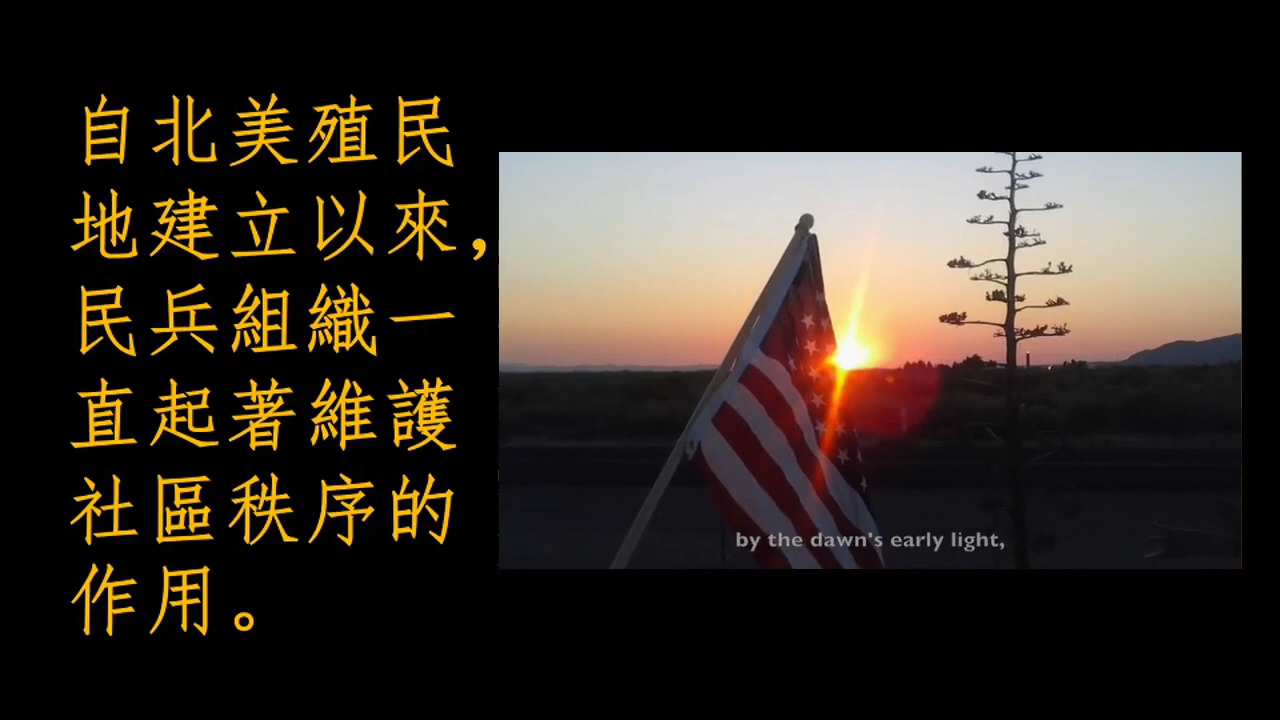 自北美殖民
地建立以來，
民兵組織一
直起著維護
社區秩序的
作用。
by the dawn's early light,